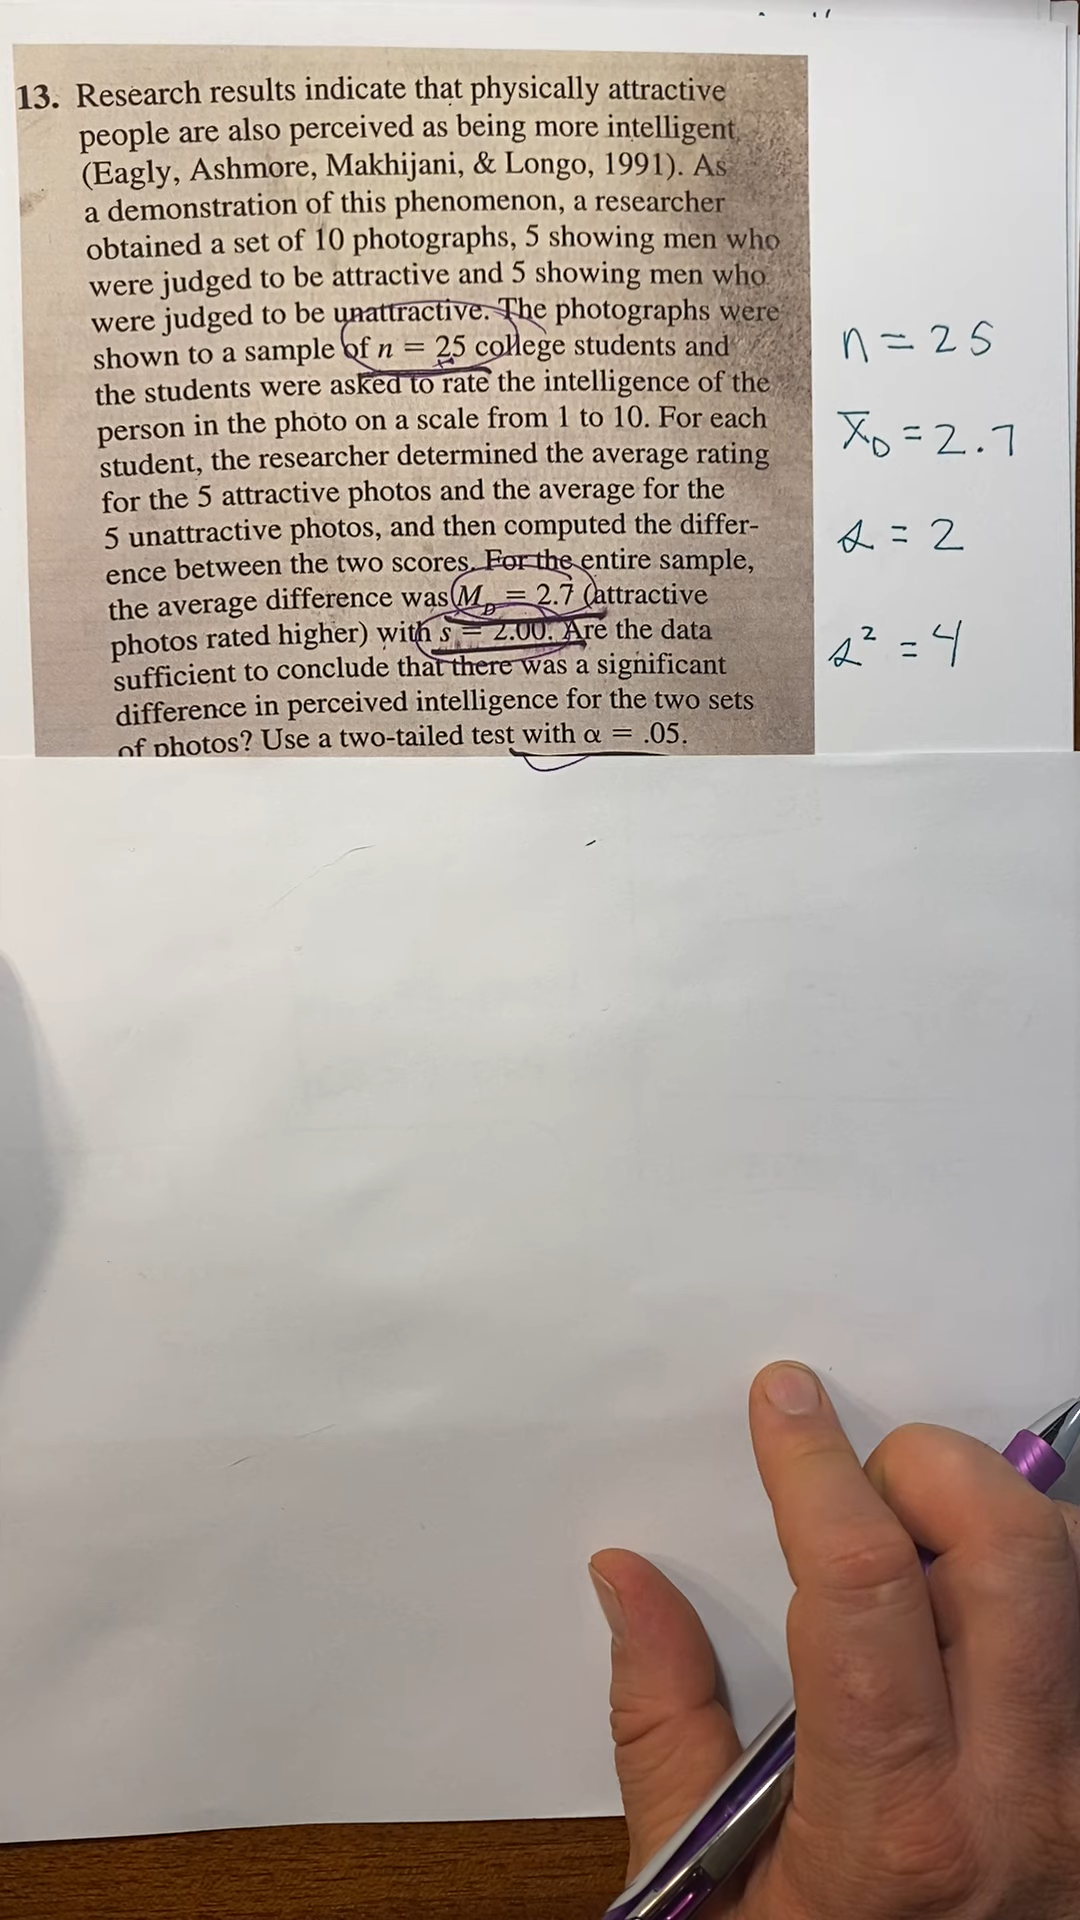 13. Research results indicate that physically attractive
people are also perceived as being more intelligent
(Eagly, Ashmore, Makhijani, & Longo, 1991). As
a demonstration of this phenomenon, a researcher
obtained a set of 10 photographs, 5 showing men who
were judged to be attractive and 5 showing men who
were judged to be unattractive. The photographs were
shown to a sample of n = 25 college students and
the students were asked to rate the intelligence of the
person in the photo on a scale from 1 to 10. For each
student, the researcher determined the average rating
for the 5 attractive photos and the average for the
5 unattractive photos, and then computed the differ-
ence between the two scores. For the entire sample,
the average difference was M_D = 2.7 (attractive
photos rated higher) with s = 2.00. Are the data
sufficient to conclude that there was a significant
difference in perceived intelligence for the two sets
of photos? Use a two-tailed test with α = .05.
n = 25
X̄_D = 2.7
s = 2
s² = 4